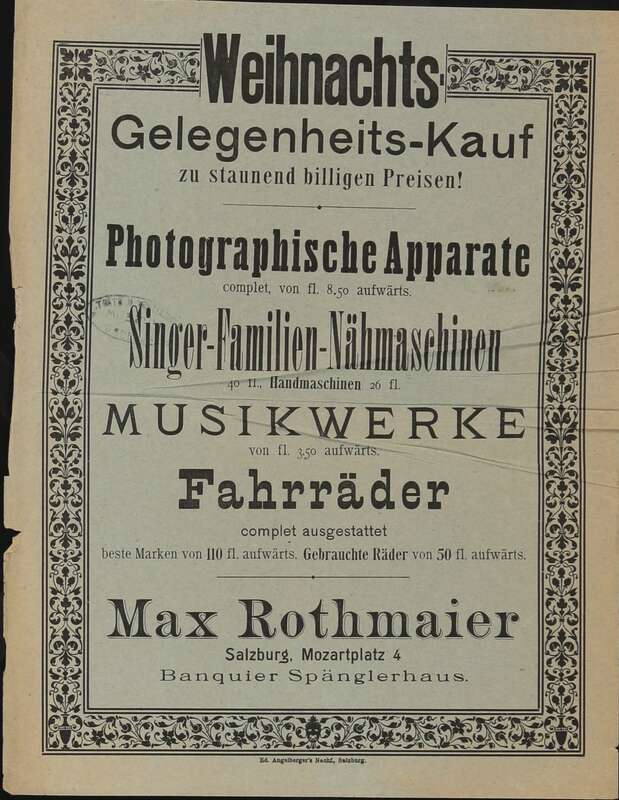 Weihnachts-
Gelegenheits-Kauf
zu staunend billigen Preisen!
Photographische Apparate
complet, von fl. 8,50 aufwärts.
Singer-Familien-Nähmaschinen
40 fl., Handmaschinen 26 fl.
MUSIKWERKE
von fl. 3,50 aufwärts.
Fahrräder
complet ausgestattet
beste Marken von 110 fl. aufwärts. Gebrauchte Räder von 50 fl. aufwärts.
Max Rothmaier
Salzburg, Mozartplatz 4
Banquier Spänglerhaus.
Ed. Angelberger's Nachf., Salzburg.